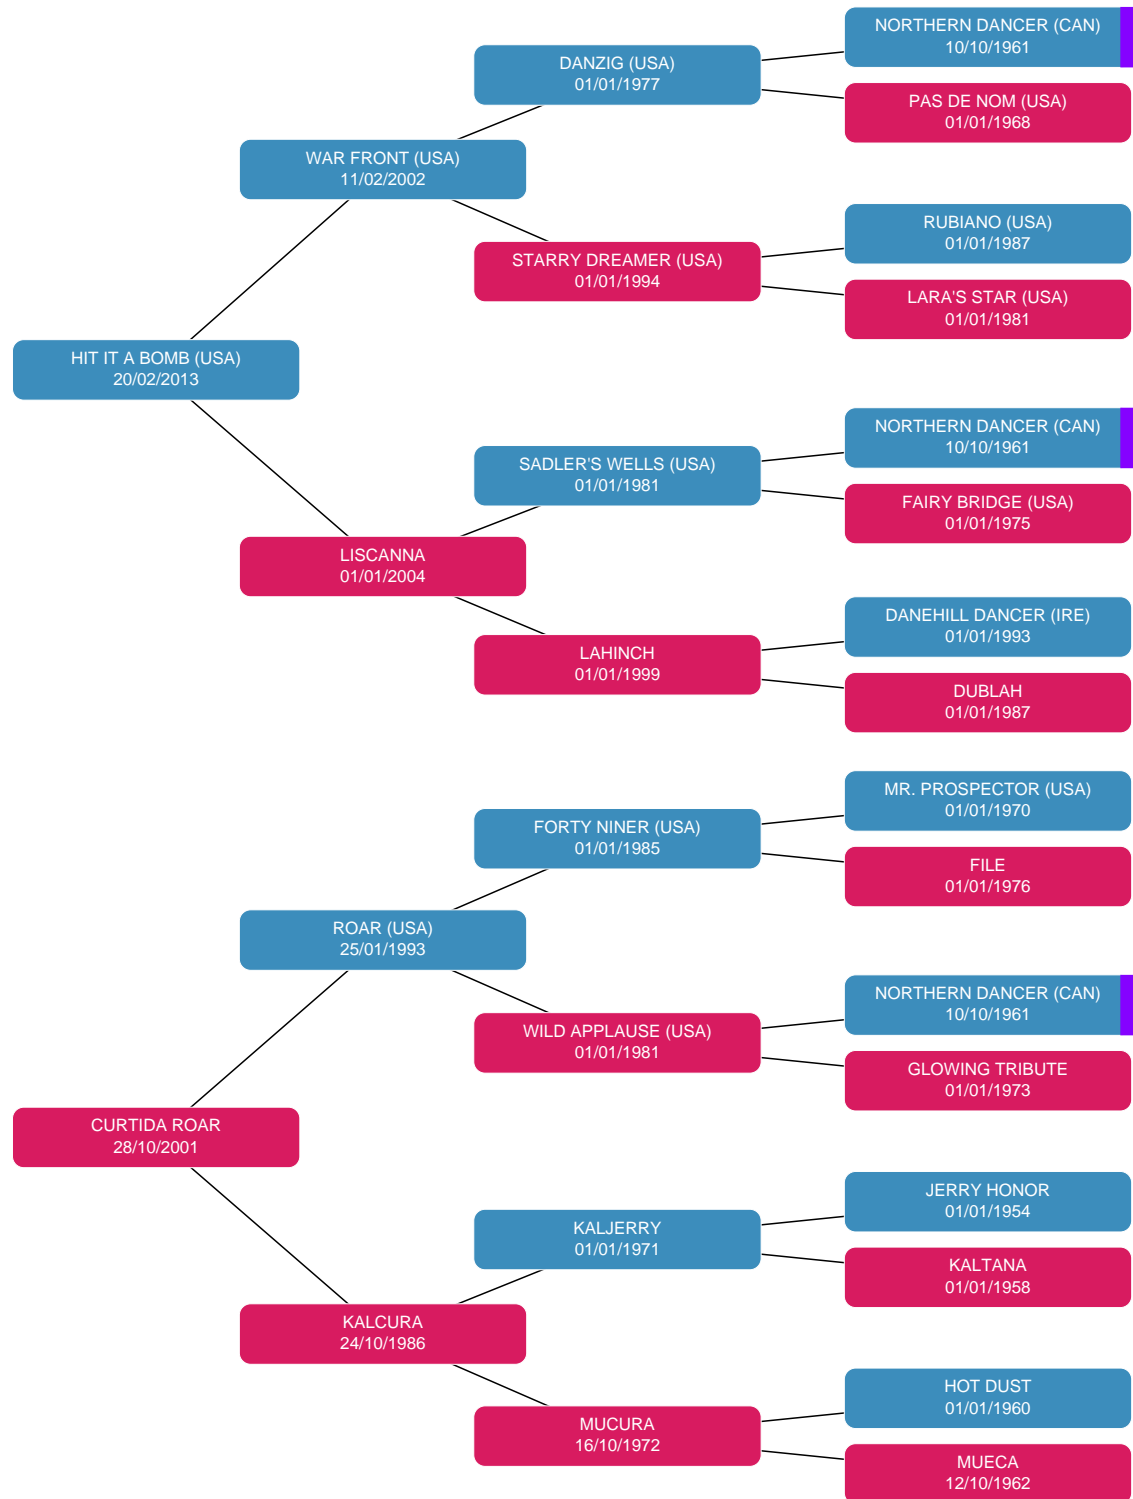 NORTHERN DANCER (CAN)
10/10/1961
DANZIG (USA)
01/01/1977
PAS DE NOM (USA)
01/01/1968
WAR FRONT (USA)
11/02/2002
RUBIANO (USA)
01/01/1987
STARRY DREAMER (USA)
01/01/1994
LARA'S STAR (USA)
01/01/1981
HIT IT A BOMB (USA)
20/02/2013
NORTHERN DANCER (CAN)
10/10/1961
SADLER'S WELLS (USA)
01/01/1981
FAIRY BRIDGE (USA)
01/01/1975
LISCANNA
01/01/2004
DANEHILL DANCER (IRE)
01/01/1993
LAHINCH
01/01/1999
DUBLAH
01/01/1987
MR. PROSPECTOR (USA)
01/01/1970
FORTY NINER (USA)
01/01/1985
FILE
01/01/1976
ROAR (USA)
25/01/1993
NORTHERN DANCER (CAN)
10/10/1961
WILD APPLAUSE (USA)
01/01/1981
GLOWING TRIBUTE
01/01/1973
CURTIDA ROAR
28/10/2001
JERRY HONOR
01/01/1954
KALJERRY
01/01/1971
KALTANA
01/01/1958
KALCURA
24/10/1986
HOT DUST
01/01/1960
MUCURA
16/10/1972
MUECA
12/10/1962